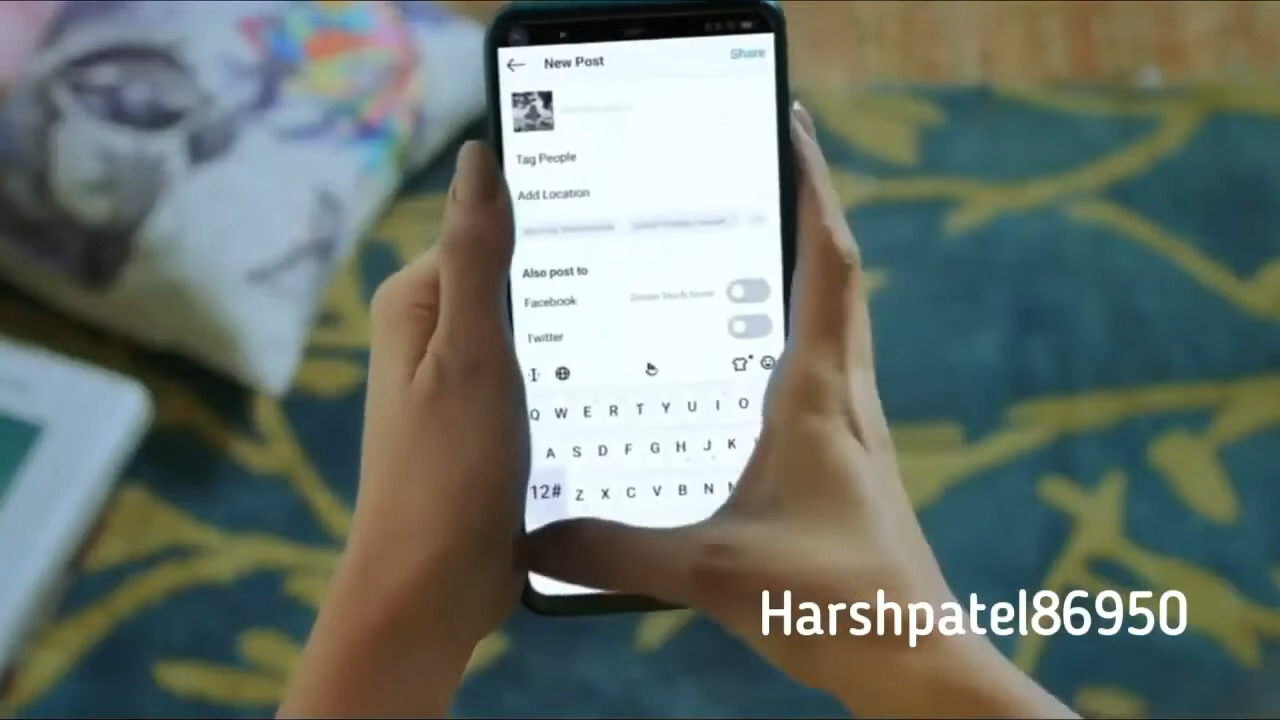 New Post
Share
Tag People
Add Location
Also post to
Facebook
Twitter
Q W E R T Y U I O
A S D F G H J K
12# Z X C V B N M
Harshpatel86950